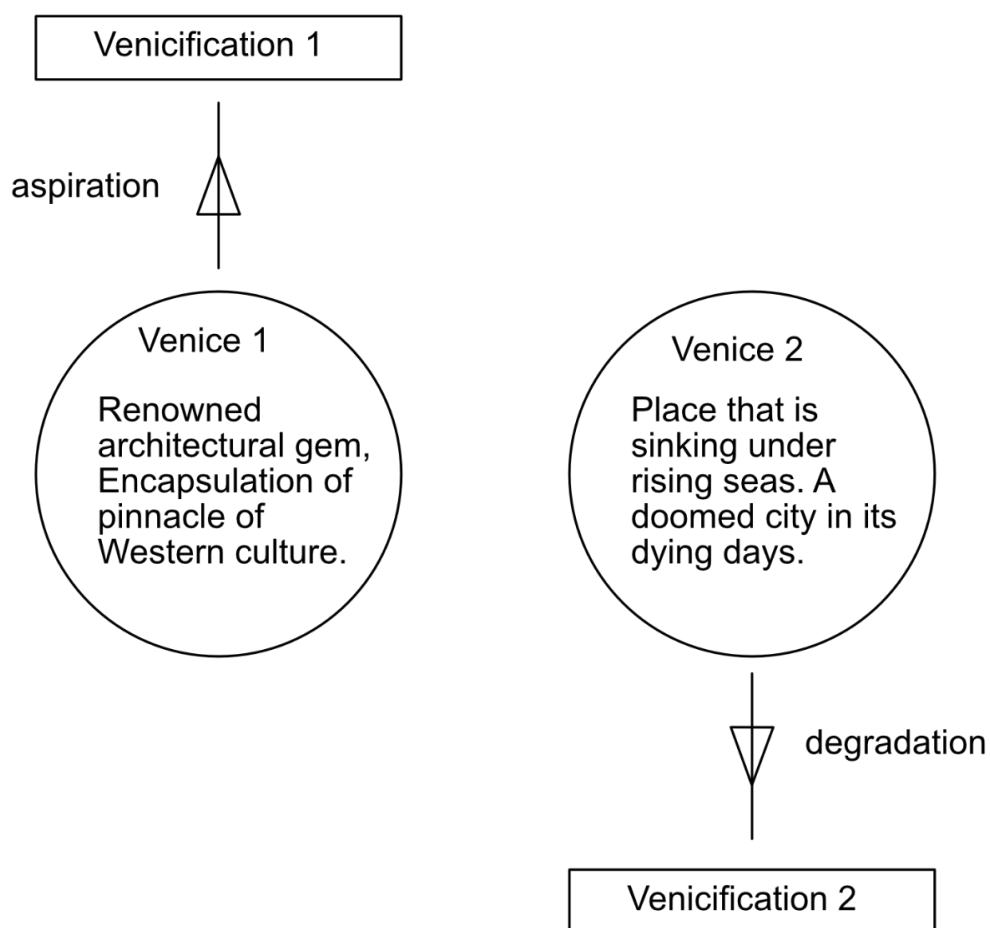 Venicification 1
aspiration
Venice 1
Renowned
architectural gem,
Encapsulation of
pinnacle of
Western culture.
Venice 2
Place that is
sinking under
rising seas. A
doomed city in its
dying days.
degradation
Venicification 2